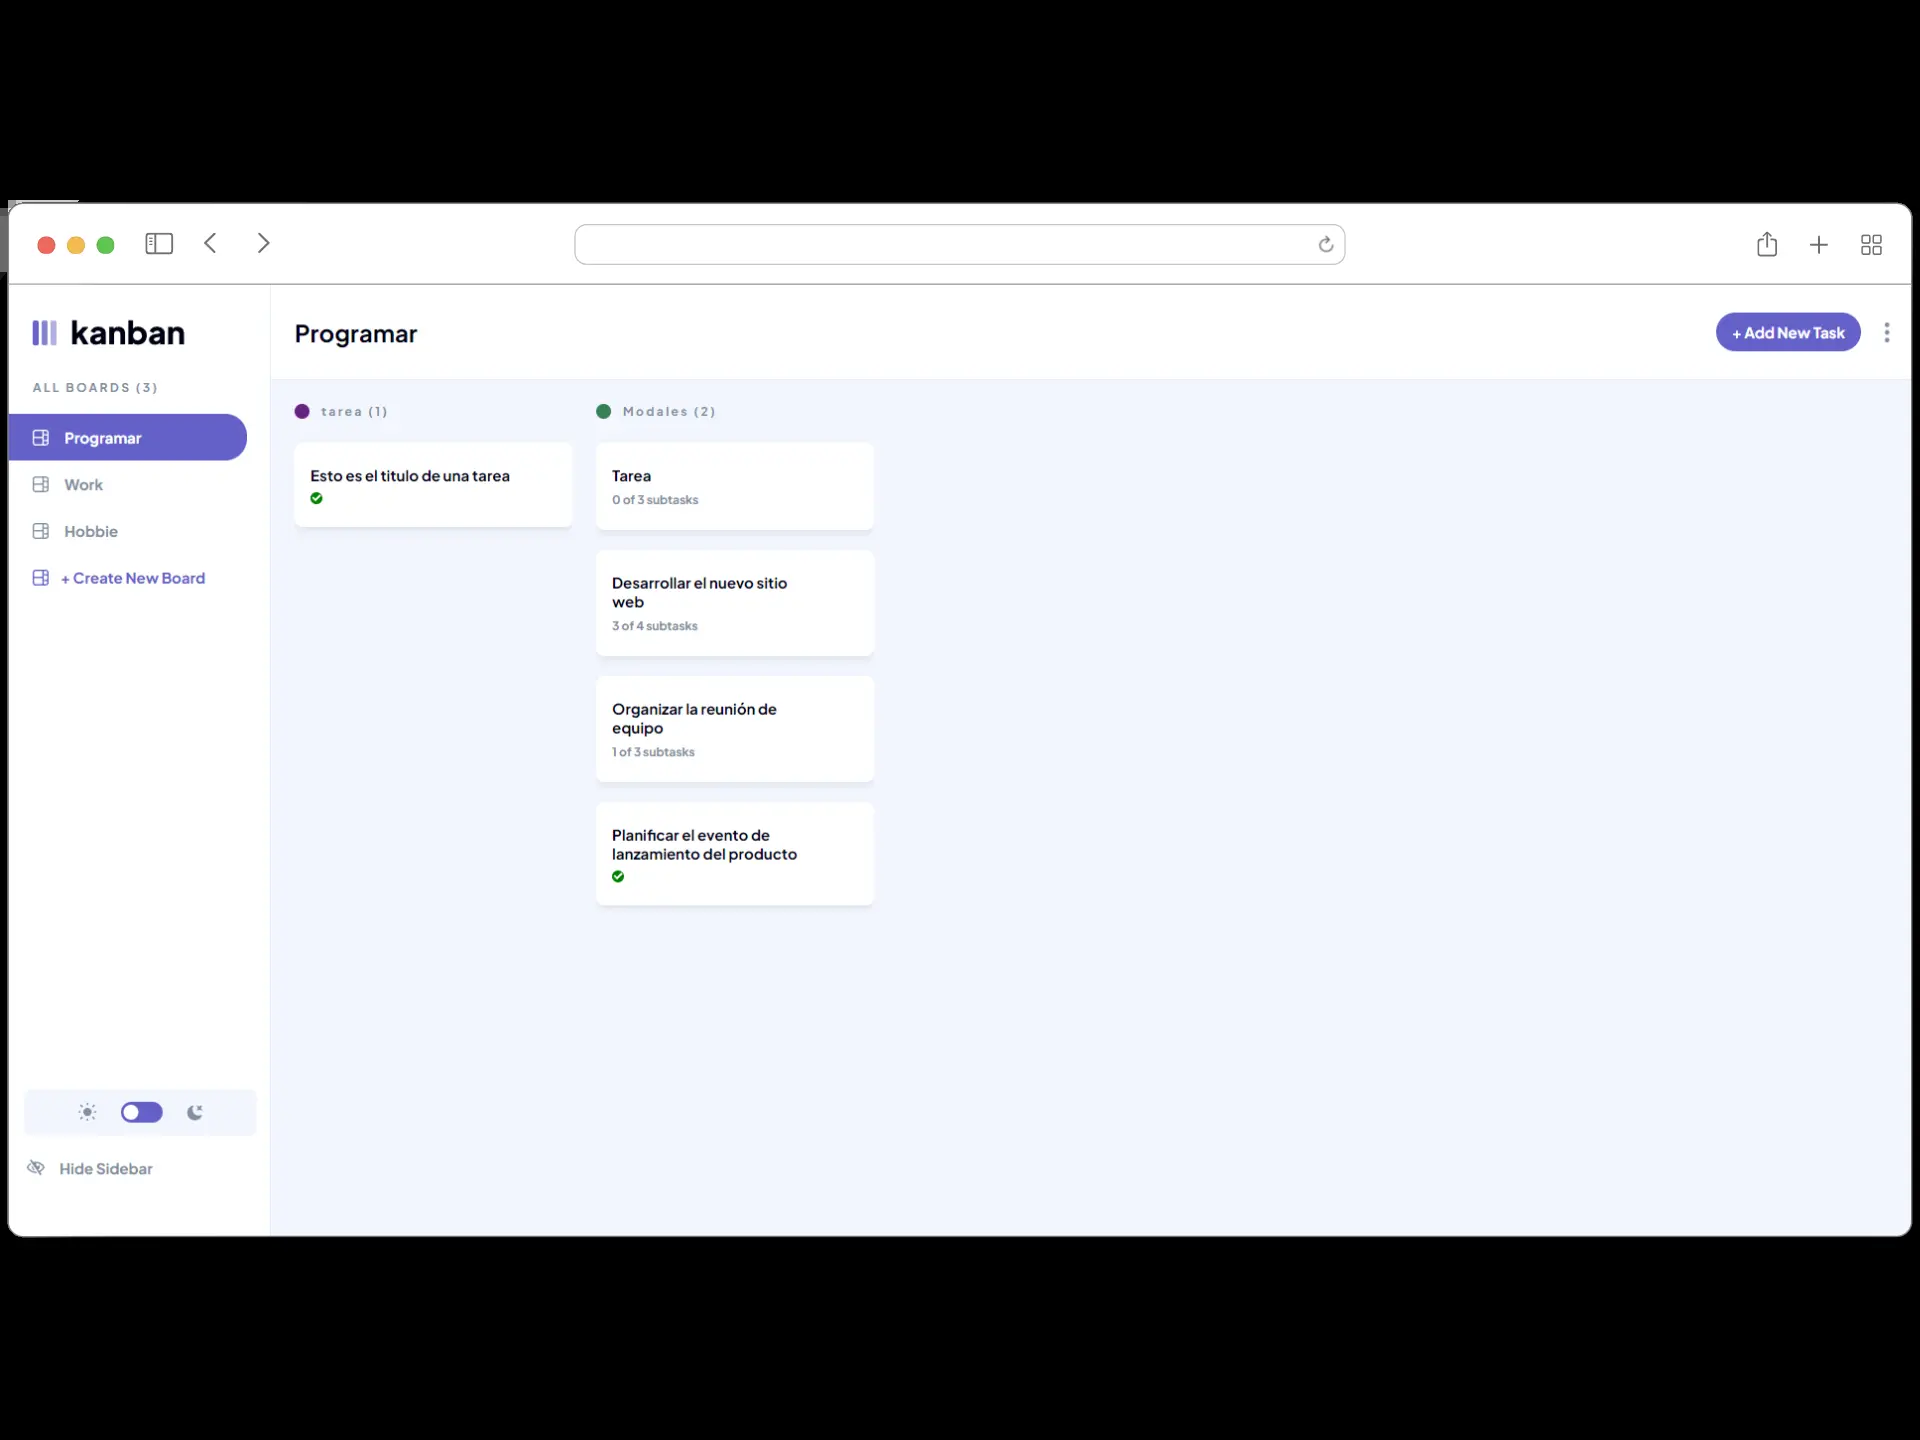 kanban
ALL BOARDS (3)
Programar
Work
Hobbie
+ Create New Board
Hide Sidebar
Programar
+ Add New Task
tarea (1)
Esto es el titulo de una tarea
Modales (2)
Tarea
0 of 3 subtasks
Desarrollar el nuevo sitio
web
3 of 4 subtasks
Organizar la reunión de
equipo
1 of 3 subtasks
Planificar el evento de
lanzamiento del producto